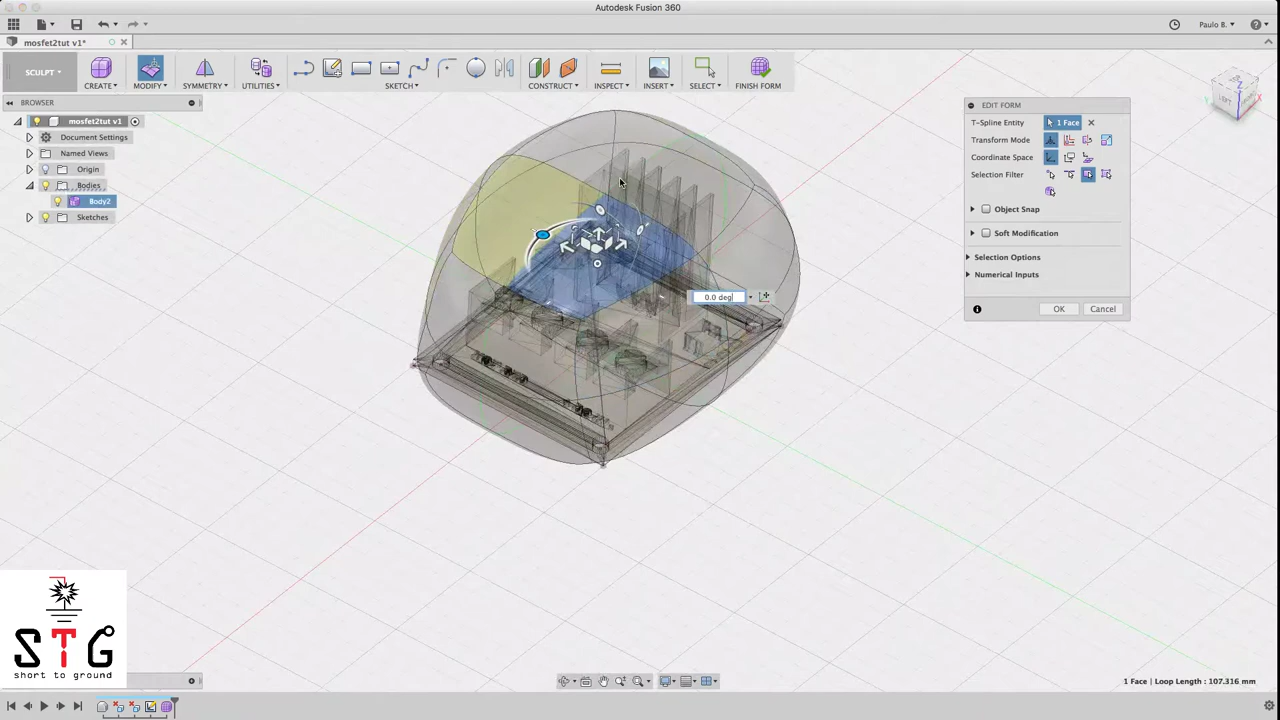 Autodesk Fusion 360
Paulo B.
mosfet2tut v1*
SCULPT
CREATE
MODIFY
SYMMETRY
UTILITIES
SKETCH
CONSTRUCT
INSPECT
INSERT
SELECT
FINISH FORM
BROWSER
mosfet2tut v1
Document Settings
Named Views
Origin
Bodies
Body2
Sketches
EDIT FORM
T-Spline Entity
1 Face
Transform Mode
Coordinate Space
Selection Filter
Object Snap
Soft Modification
Selection Options
Numerical Inputs
OK
Cancel
0.0 deg
STG
short to ground
1 Face | Loop Length : 107.316 mm